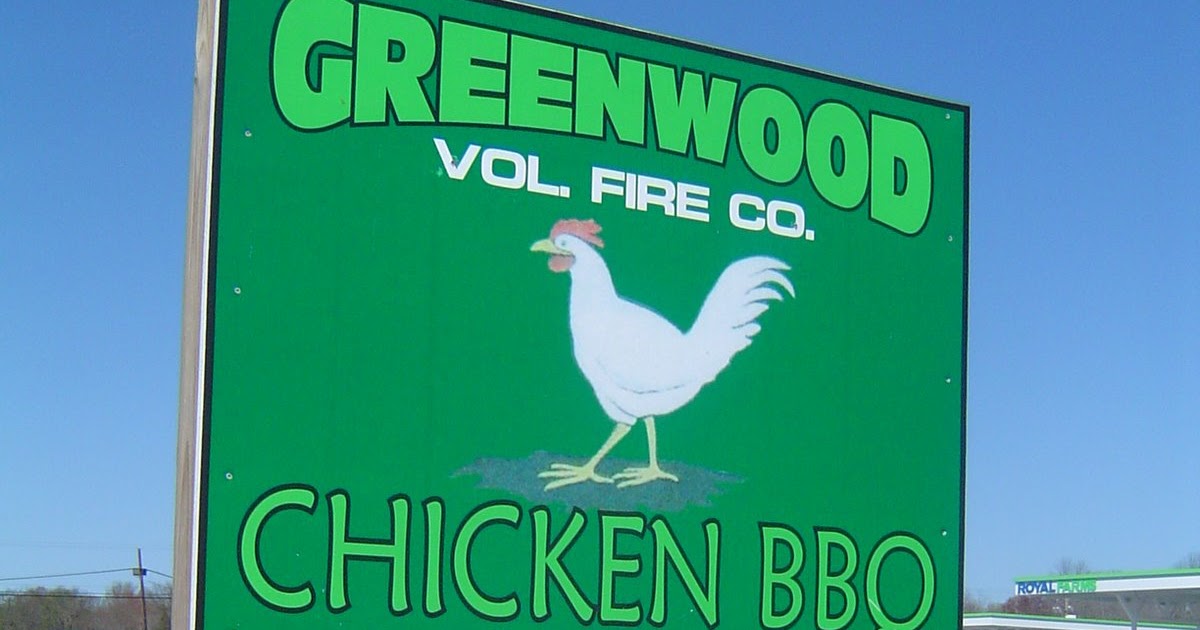 GREENWOOD
VOL. FIRE CO.
CHICKEN BBQ
ROYAL FARMS